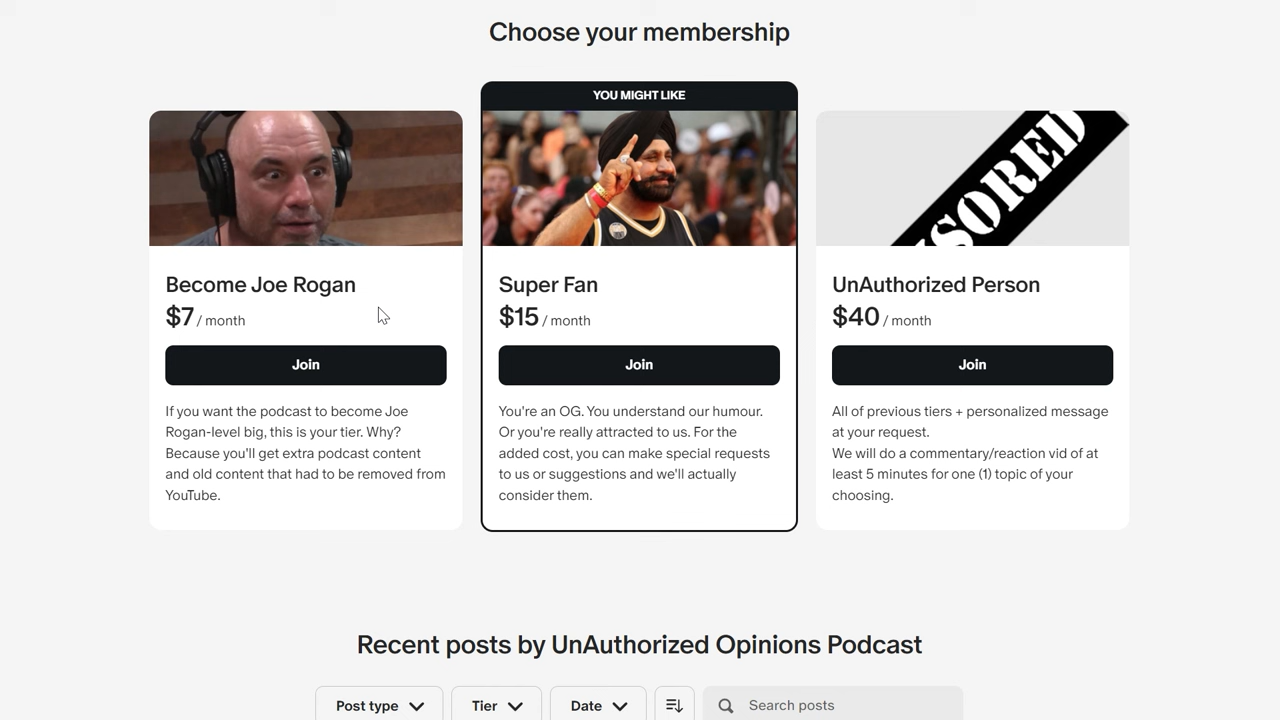 Choose your membership
YOU MIGHT LIKE
SORED
Become Joe Rogan
$7 / month
Join
If you want the podcast to become Joe
Rogan-level big, this is your tier. Why?
Because you'll get extra podcast content
and old content that had to be removed from
YouTube.
Super Fan
$15 / month
Join
You're an OG. You understand our humour.
Or you're really attracted to us. For the
added cost, you can make special requests
to us or suggestions and we'll actually
consider them.
UnAuthorized Person
$40 / month
Join
All of previous tiers + personalized message
at your request.
We will do a commentary/reaction vid of at
least 5 minutes for one (1) topic of your
choosing.
Recent posts by UnAuthorized Opinions Podcast
Post type
Tier
Date
Search posts